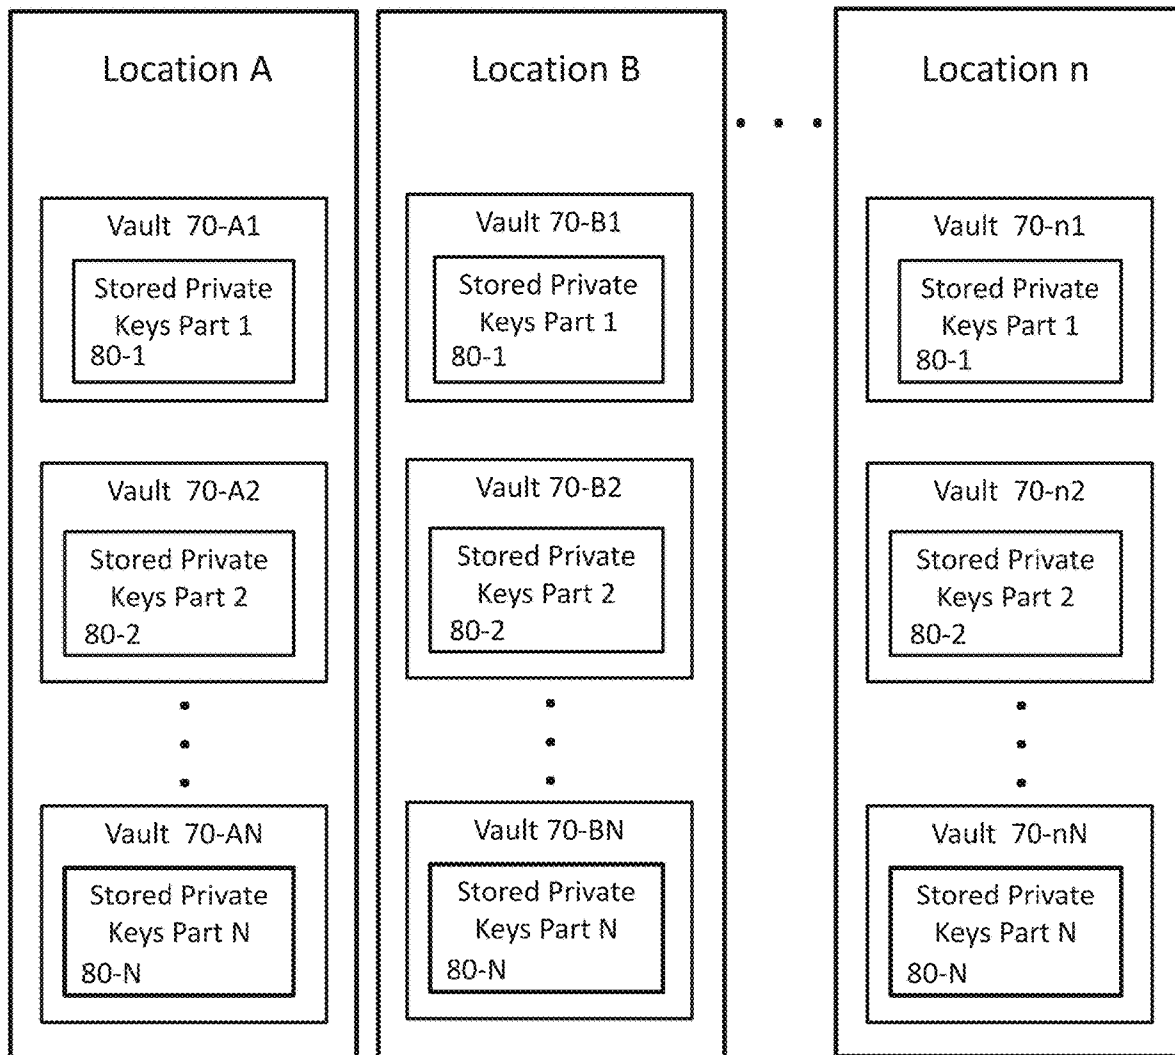 Location A
Vault 70-A1
Stored Private
Keys Part 1
80-1
Vault 70-A2
Stored Private
Keys Part 2
80-2
Vault 70-AN
Stored Private
Keys Part N
80-N
Location B
Vault 70-B1
Stored Private
Keys Part 1
80-1
Vault 70-B2
Stored Private
Keys Part 2
80-2
Vault 70-BN
Stored Private
Keys Part N
80-N
Location n
Vault 70-n1
Stored Private
Keys Part 1
80-1
Vault 70-n2
Stored Private
Keys Part 2
80-2
Vault 70-nN
Stored Private
Keys Part N
80-N